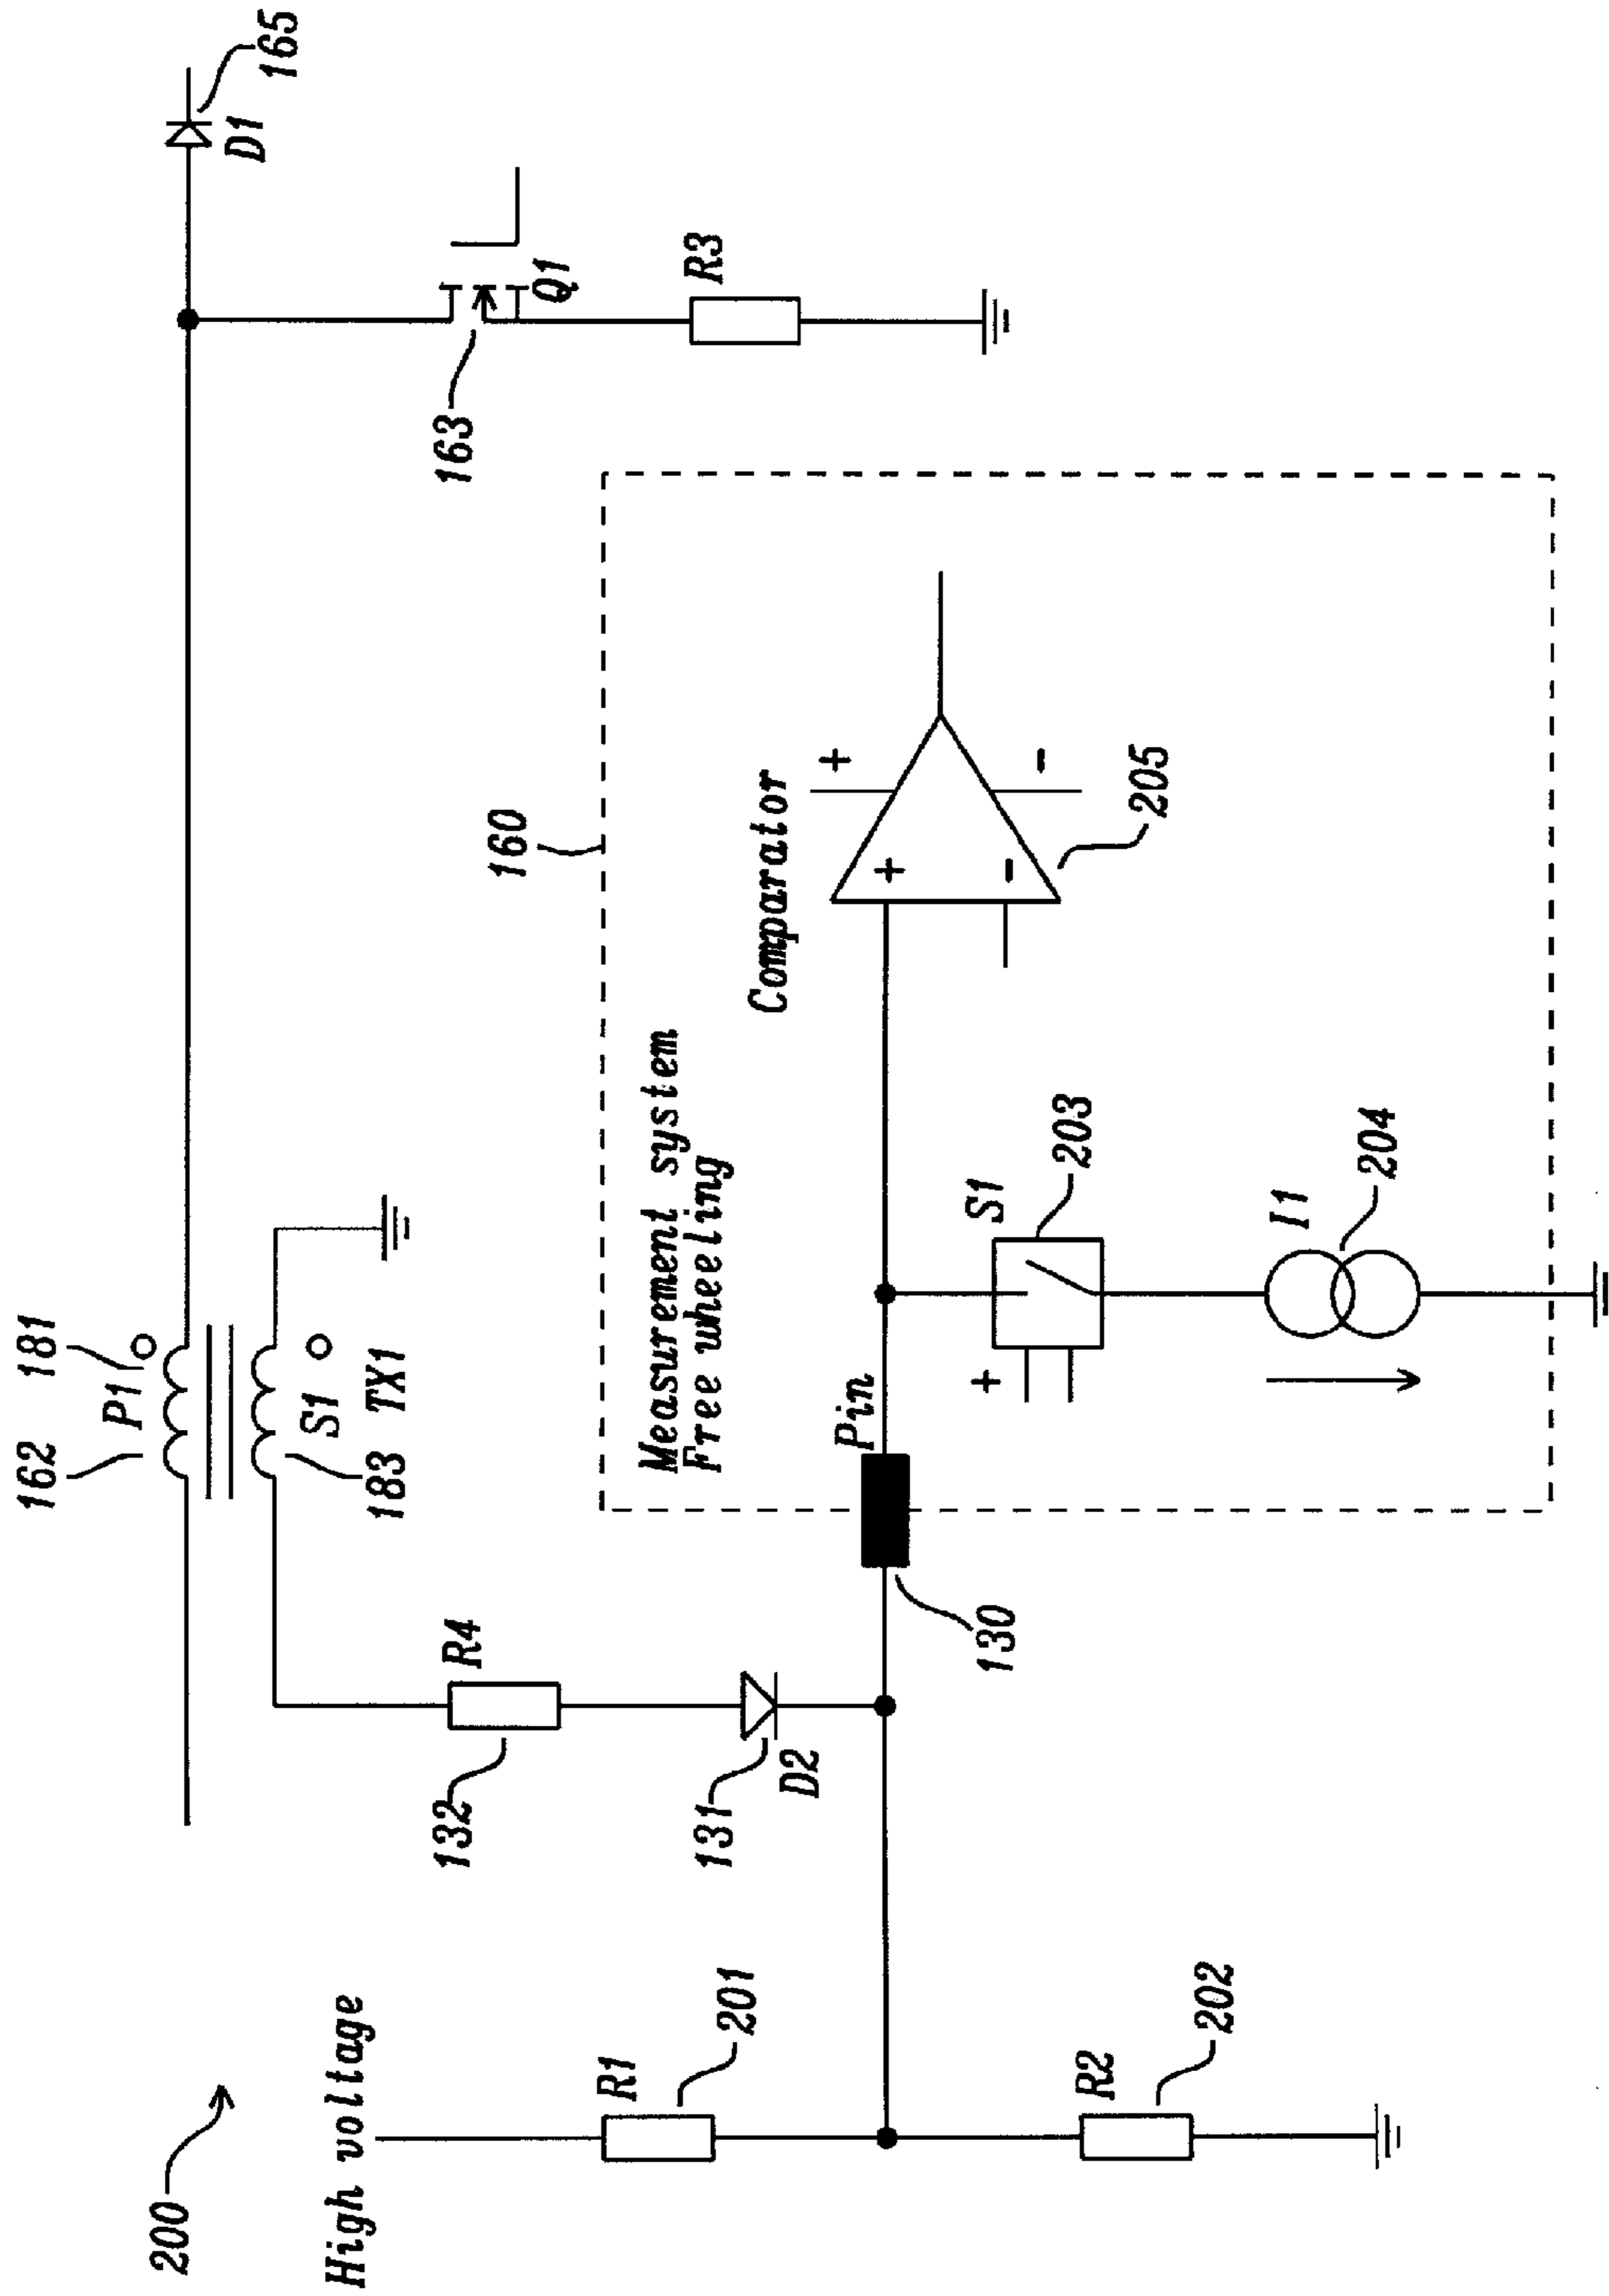 200
High voltage
R1
201
R2
202
162
181
P1
S1
183
TX1
R4
132
131
D2
130
Pin
Measurement system
Free wheeling
160
Comparator
+
-
+
-
205
S1
203
+
I1
204
163
Q1
R3
D1
165